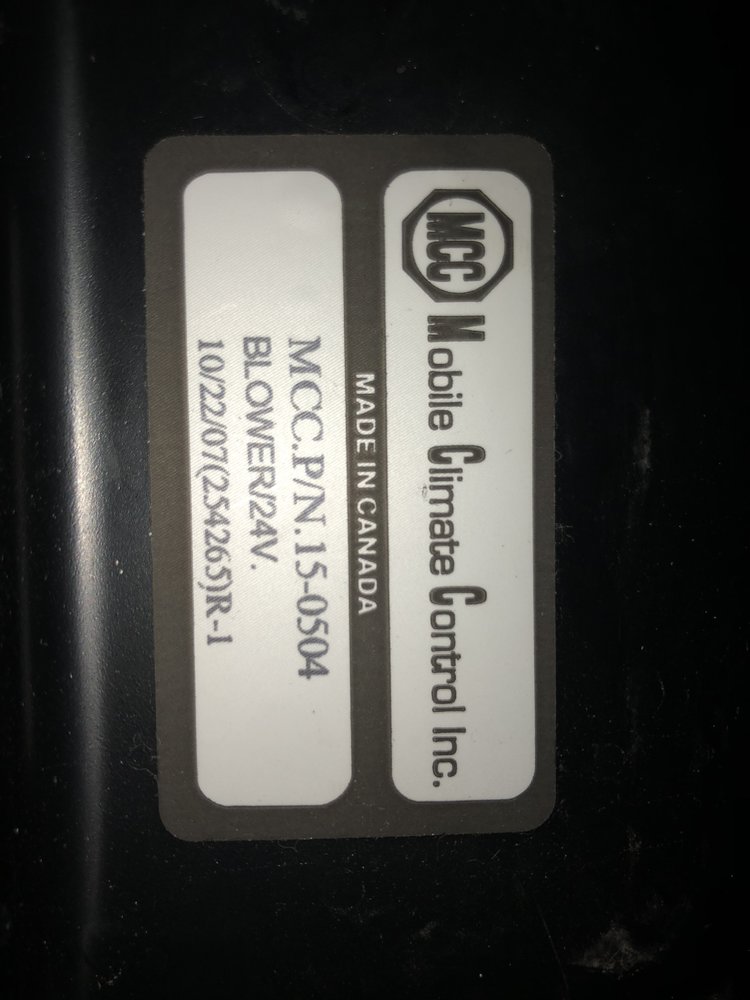 MCC Mobile Climate Control Inc.
MADE IN CANADA
MCC.P/N.15-0504
BLOWER/24V.
10/22/07(254265)R-1